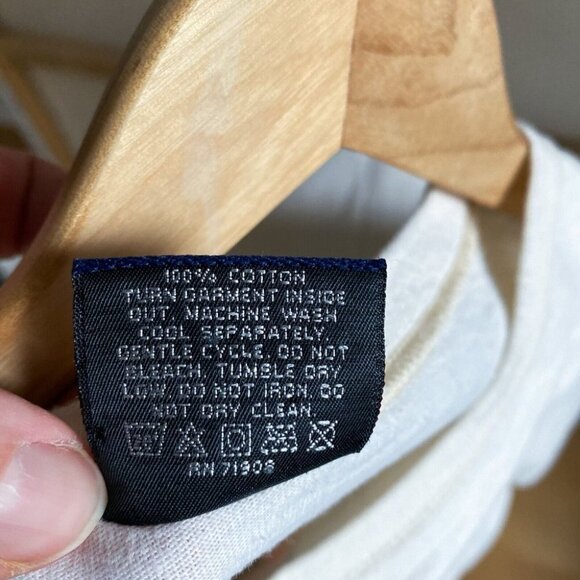 100% COTTON
TURN GARMENT INSIDE
OUT. MACHINE WASH
COOL SEPARATELY
GENTLE CYCLE. DO NOT
BLEACH. TUMBLE DRY
LOW. DO NOT IRON. DO
NOT DRY CLEAN.
RN 71908